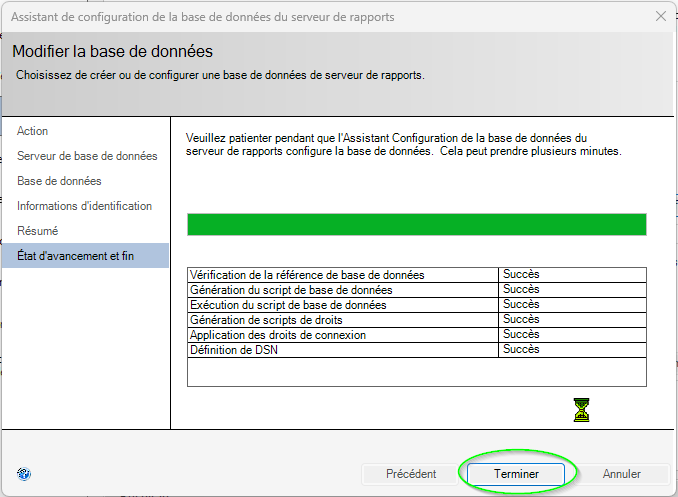 Assistant de configuration de la base de données du serveur de rapports
Modifier la base de données
Choisissez de créer ou de configurer une base de données de serveur de rapports.
Action
Serveur de base de données
Base de données
Informations d'identification
Résumé
État d'avancement et fin
Veuillez patienter pendant que l'Assistant Configuration de la base de données du
serveur de rapports configure la base de données. Cela peut prendre plusieurs minutes.
Vérification de la référence de base de données Succès
Génération du script de base de données Succès
Exécution du script de base de données Succès
Génération de scripts de droits Succès
Application des droits de connexion Succès
Définition de DSN Succès
Précédent Terminer Annuler